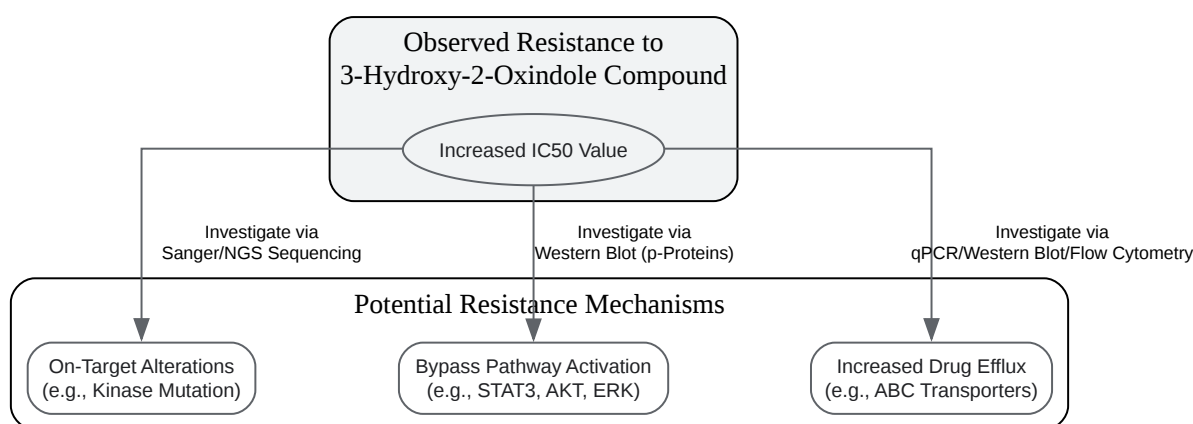 Observed Resistance to
3-Hydroxy-2-Oxindole Compound
Increased IC50 Value
Investigate via
Sanger/NGS Sequencing
Investigate via
Western Blot (p-Proteins)
Investigate via
qPCR/Western Blot/Flow Cytometry
Potential Resistance Mechanisms
On-Target Alterations
(e.g., Kinase Mutation)
Bypass Pathway Activation
(e.g., STAT3, AKT, ERK)
Increased Drug Efflux
(e.g., ABC Transporters)